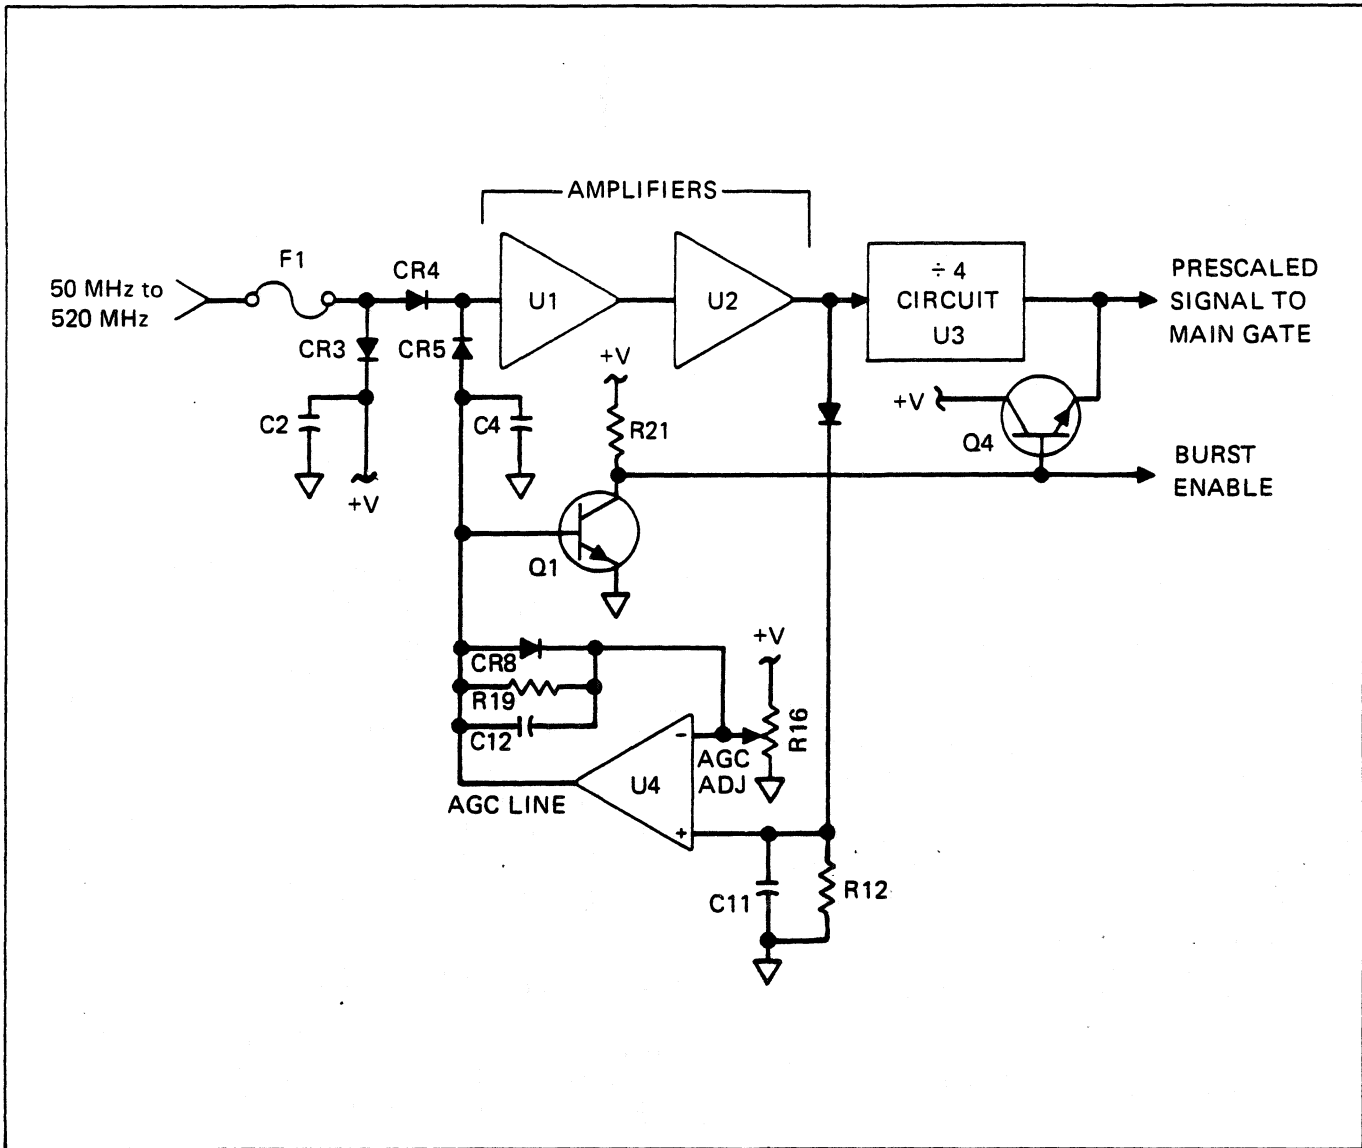 AMPLIFIERS
F1
CR4
50 MHz to
520 MHz
U1
U2
÷ 4
CIRCUIT
U3
PRESCALED
SIGNAL TO
MAIN GATE
CR3
CR5
+V
C2
C4
R21
+V
Q4
+V
BURST
ENABLE
Q1
+V
CR8
R19
C12
R16
-
AGC
ADJ
U4
AGC LINE
+
C11
R12